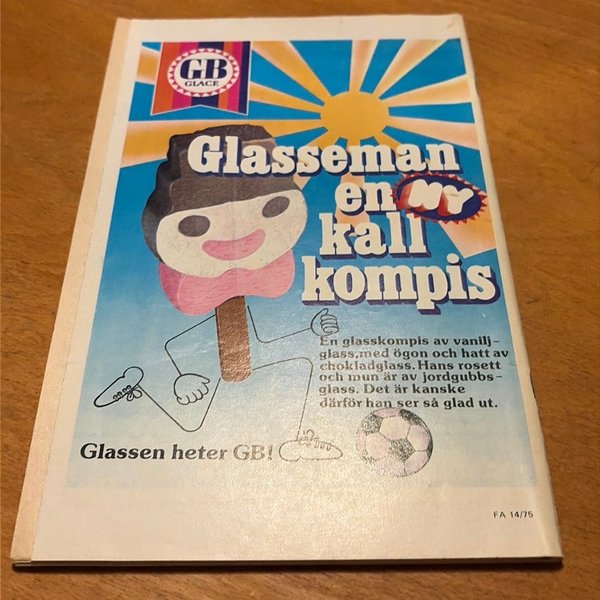 GB
GLACE
Glasseman
en NY
kall
kompis
En glasskompis av vanilj-
glass,med ögon och hatt av
chokladglass. Hans rosett
och mun är av jordgubbs-
glass. Det är kanske
därför han ser så glad ut.
Glassen heter GB!
FA 14/75